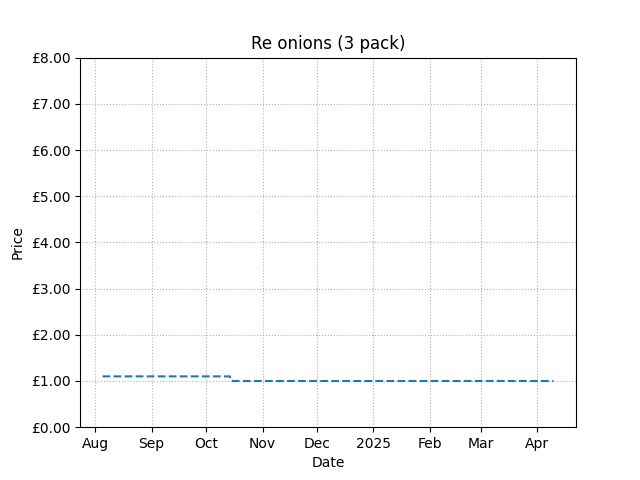 Re onions (3 pack)
£8.00
£7.00
£6.00
£5.00
£4.00
£3.00
£2.00
£1.00
£0.00
Price
Aug Sep Oct Nov Dec 2025 Feb Mar Apr
Date